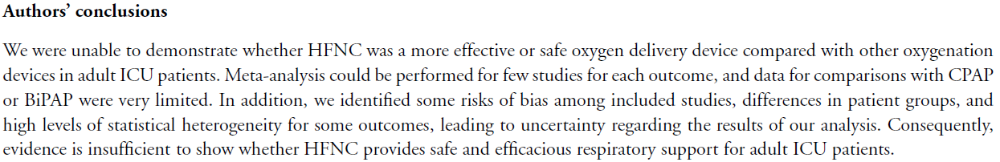 Authors’ conclusions
We were unable to demonstrate whether HFNC was a more effective or safe oxygen delivery device compared with other oxygenation
devices in adult ICU patients. Meta-analysis could be performed for few studies for each outcome, and data for comparisons with CPAP
or BiPAP were very limited. In addition, we identified some risks of bias among included studies, differences in patient groups, and
high levels of statistical heterogeneity for some outcomes, leading to uncertainty regarding the results of our analysis. Consequently,
evidence is insufficient to show whether HFNC provides safe and efficacious respiratory support for adult ICU patients.